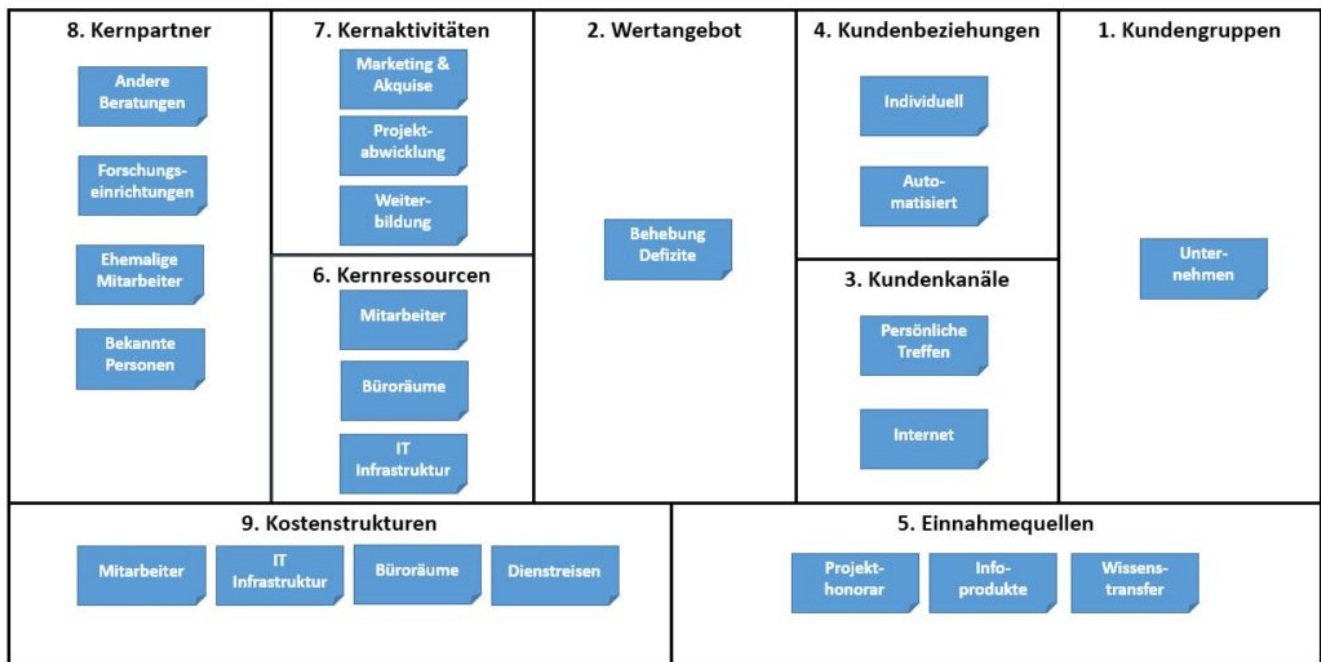 8. Kernpartner
Andere
Beratungen
Forschungs-
einrichtungen
Ehemalige
Mitarbeiter
Bekannte
Personen
7. Kernaktivitäten
Marketing &
Akquise
Projekt-
abwicklung
Weiter-
bildung
6. Kernressourcen
Mitarbeiter
Büroräume
IT
Infrastruktur
2. Wertangebot
Behebung
Defizite
4. Kundenbeziehungen
Individuell
Auto-
matisiert
3. Kundenkanäle
Persönliche
Treffen
Internet
1. Kundengruppen
Unter-
nehmen
9. Kostenstrukturen
Mitarbeiter
IT
Infrastruktur
Büroräume
Dienstreisen
5. Einnahmequellen
Projekt-
honorar
Info-
produkte
Wissens-
transfer